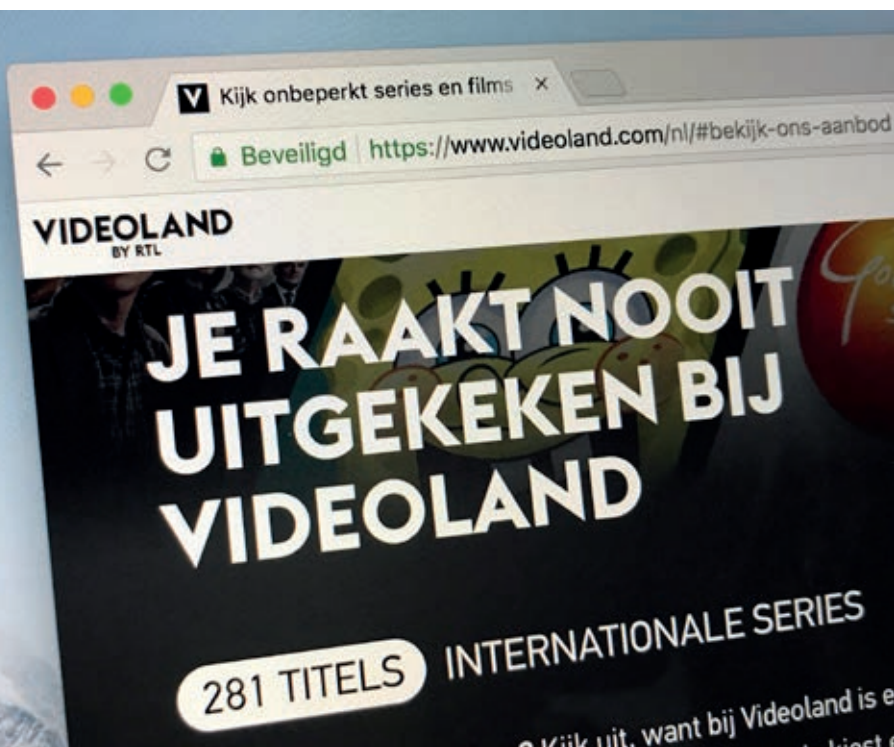 Kijk onbeperkt series en films
Beveiligd https://www.videoland.com/nl/#bekijk-ons-aanbod
VIDEOLAND
BY RTL
JE RAAKT NOOIT
UITGEKEKEN BIJ
VIDEOLAND
281 TITELS INTERNATIONALE SERIES
? Kijk uit, want bij Videoland is